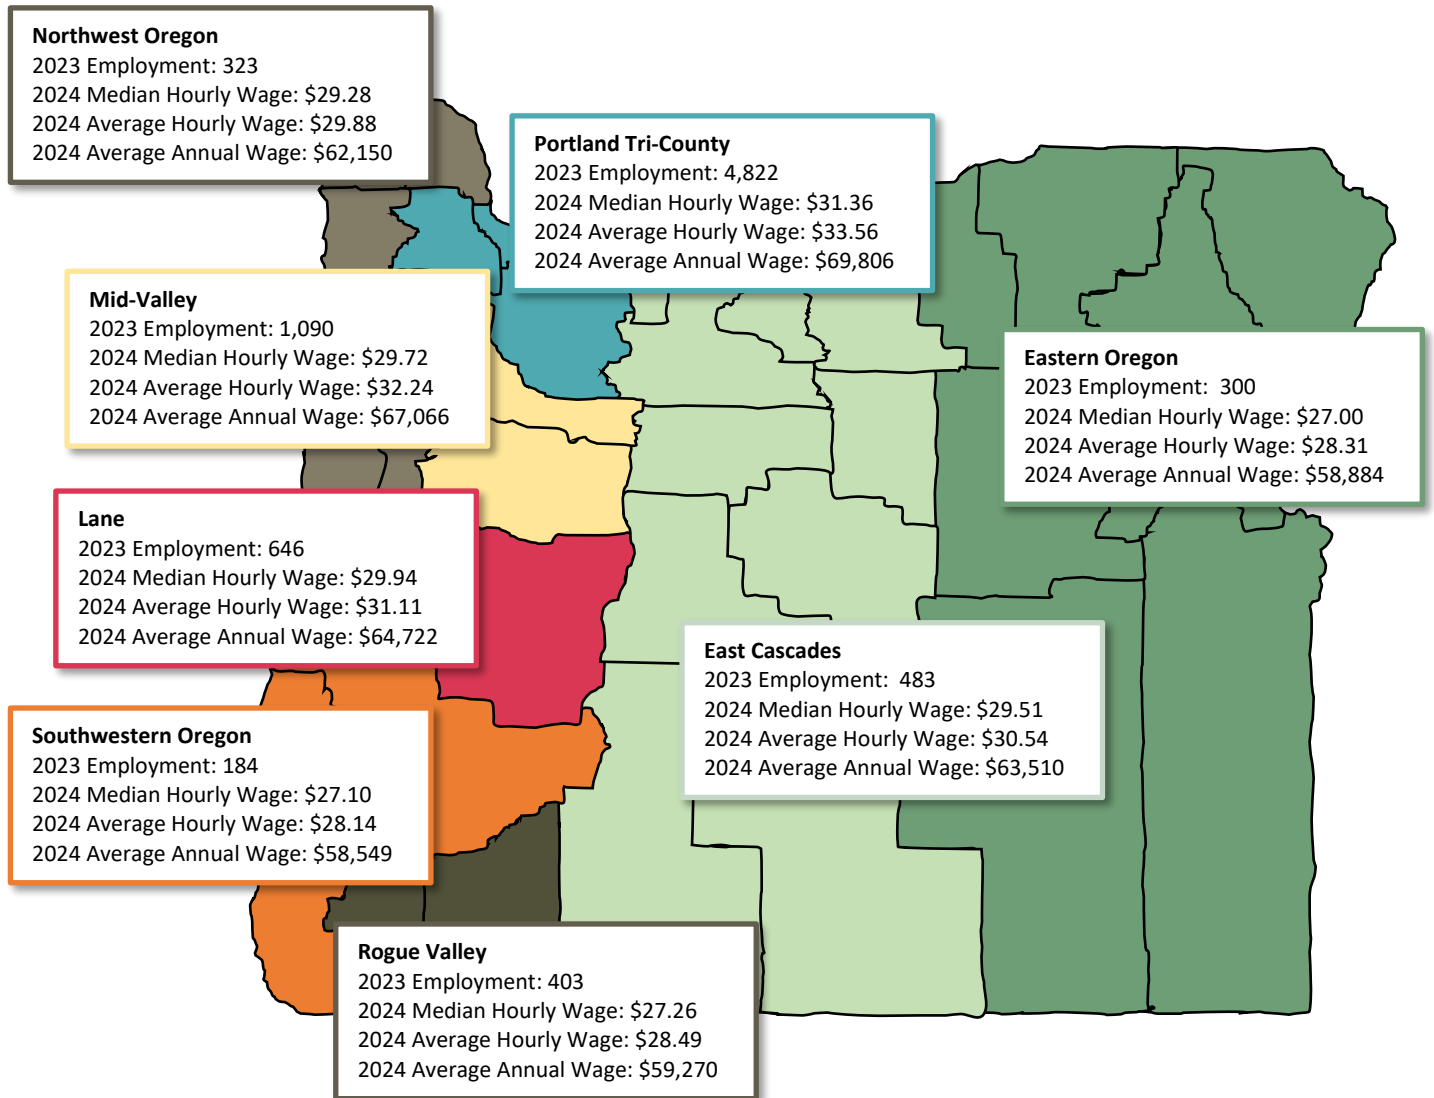 Northwest Oregon
2023 Employment: 323
2024 Median Hourly Wage: $29.28
2024 Average Hourly Wage: $29.88
2024 Average Annual Wage: $62,150
Portland Tri-County
2023 Employment: 4,822
2024 Median Hourly Wage: $31.36
2024 Average Hourly Wage: $33.56
2024 Average Annual Wage: $69,806
Mid-Valley
2023 Employment: 1,090
2024 Median Hourly Wage: $29.72
2024 Average Hourly Wage: $32.24
2024 Average Annual Wage: $67,066
Eastern Oregon
2023 Employment:  300
2024 Median Hourly Wage: $27.00
2024 Average Hourly Wage: $28.31
2024 Average Annual Wage: $58,884
Lane
2023 Employment: 646
2024 Median Hourly Wage: $29.94
2024 Average Hourly Wage: $31.11
2024 Average Annual Wage: $64,722
East Cascades
2023 Employment:  483
2024 Median Hourly Wage: $29.51
2024 Average Hourly Wage: $30.54
2024 Average Annual Wage: $63,510
Southwestern Oregon
2023 Employment: 184
2024 Median Hourly Wage: $27.10
2024 Average Hourly Wage: $28.14
2024 Average Annual Wage: $58,549
Rogue Valley
2023 Employment: 403
2024 Median Hourly Wage: $27.26
2024 Average Hourly Wage: $28.49
2024 Average Annual Wage: $59,270